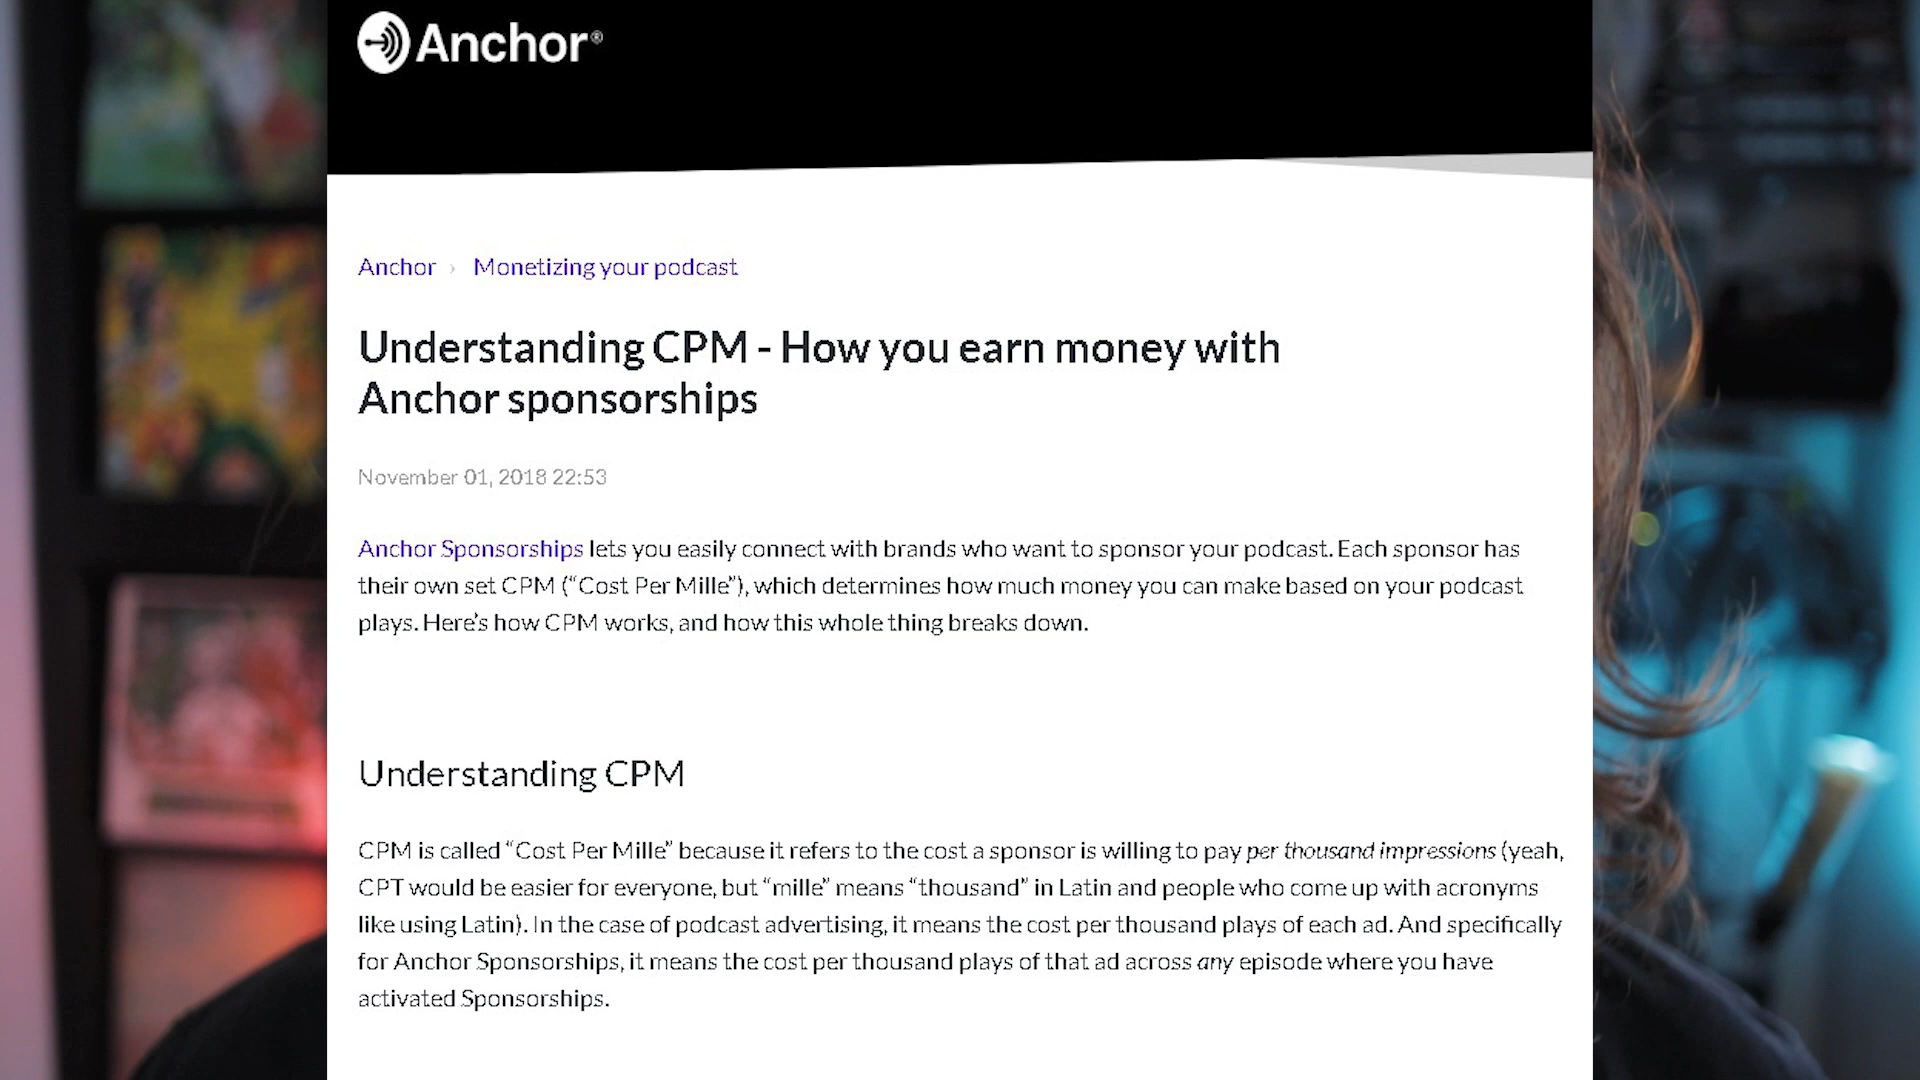 Anchor®
Anchor › Monetizing your podcast
Understanding CPM - How you earn money with
Anchor sponsorships
November 01, 2018 22:53
Anchor Sponsorships lets you easily connect with brands who want to sponsor your podcast. Each sponsor has
their own set CPM (“Cost Per Mille”), which determines how much money you can make based on your podcast
plays. Here’s how CPM works, and how this whole thing breaks down.
Understanding CPM
CPM is called “Cost Per Mille” because it refers to the cost a sponsor is willing to pay per thousand impressions (yeah,
CPT would be easier for everyone, but “mille” means “thousand” in Latin and people who come up with acronyms
like using Latin). In the case of podcast advertising, it means the cost per thousand plays of each ad. And specifically
for Anchor Sponsorships, it means the cost per thousand plays of that ad across any episode where you have
activated Sponsorships.